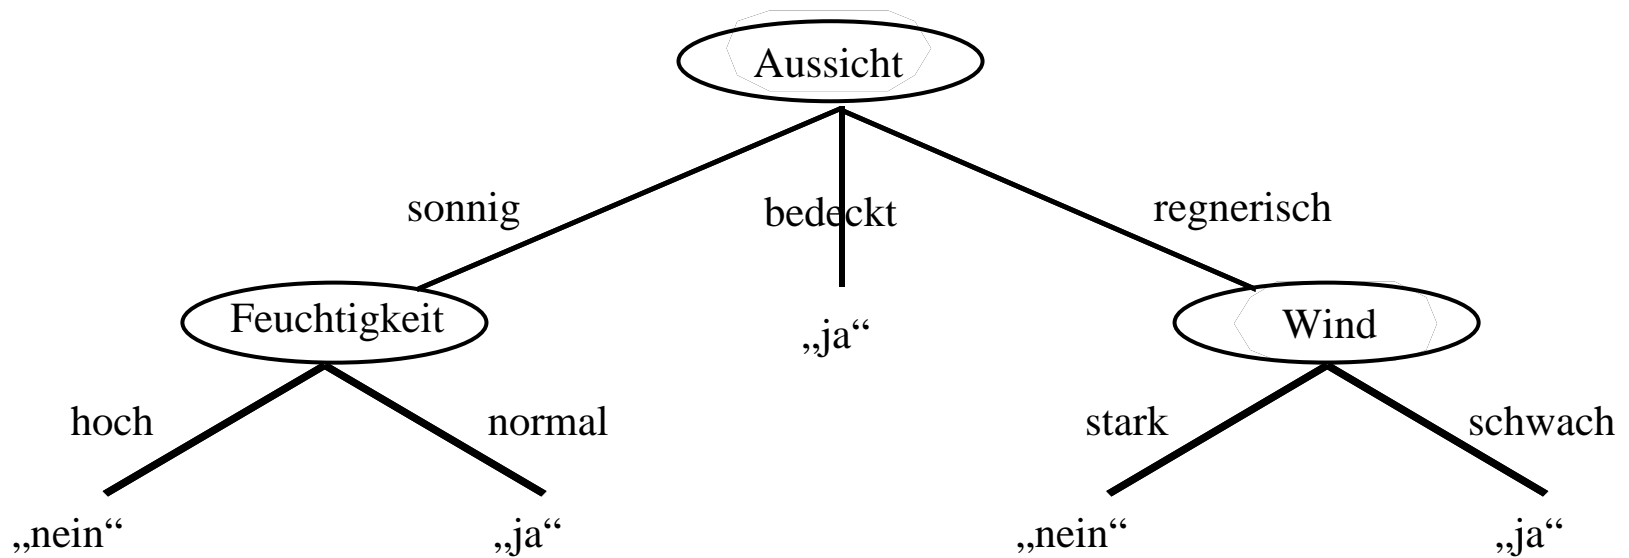 Aussicht
sonnig bedeckt regnerisch
Feuchtigkeit „ja“ Wind
hoch normal stark schwach
„nein“ „ja“ „nein“ „ja“